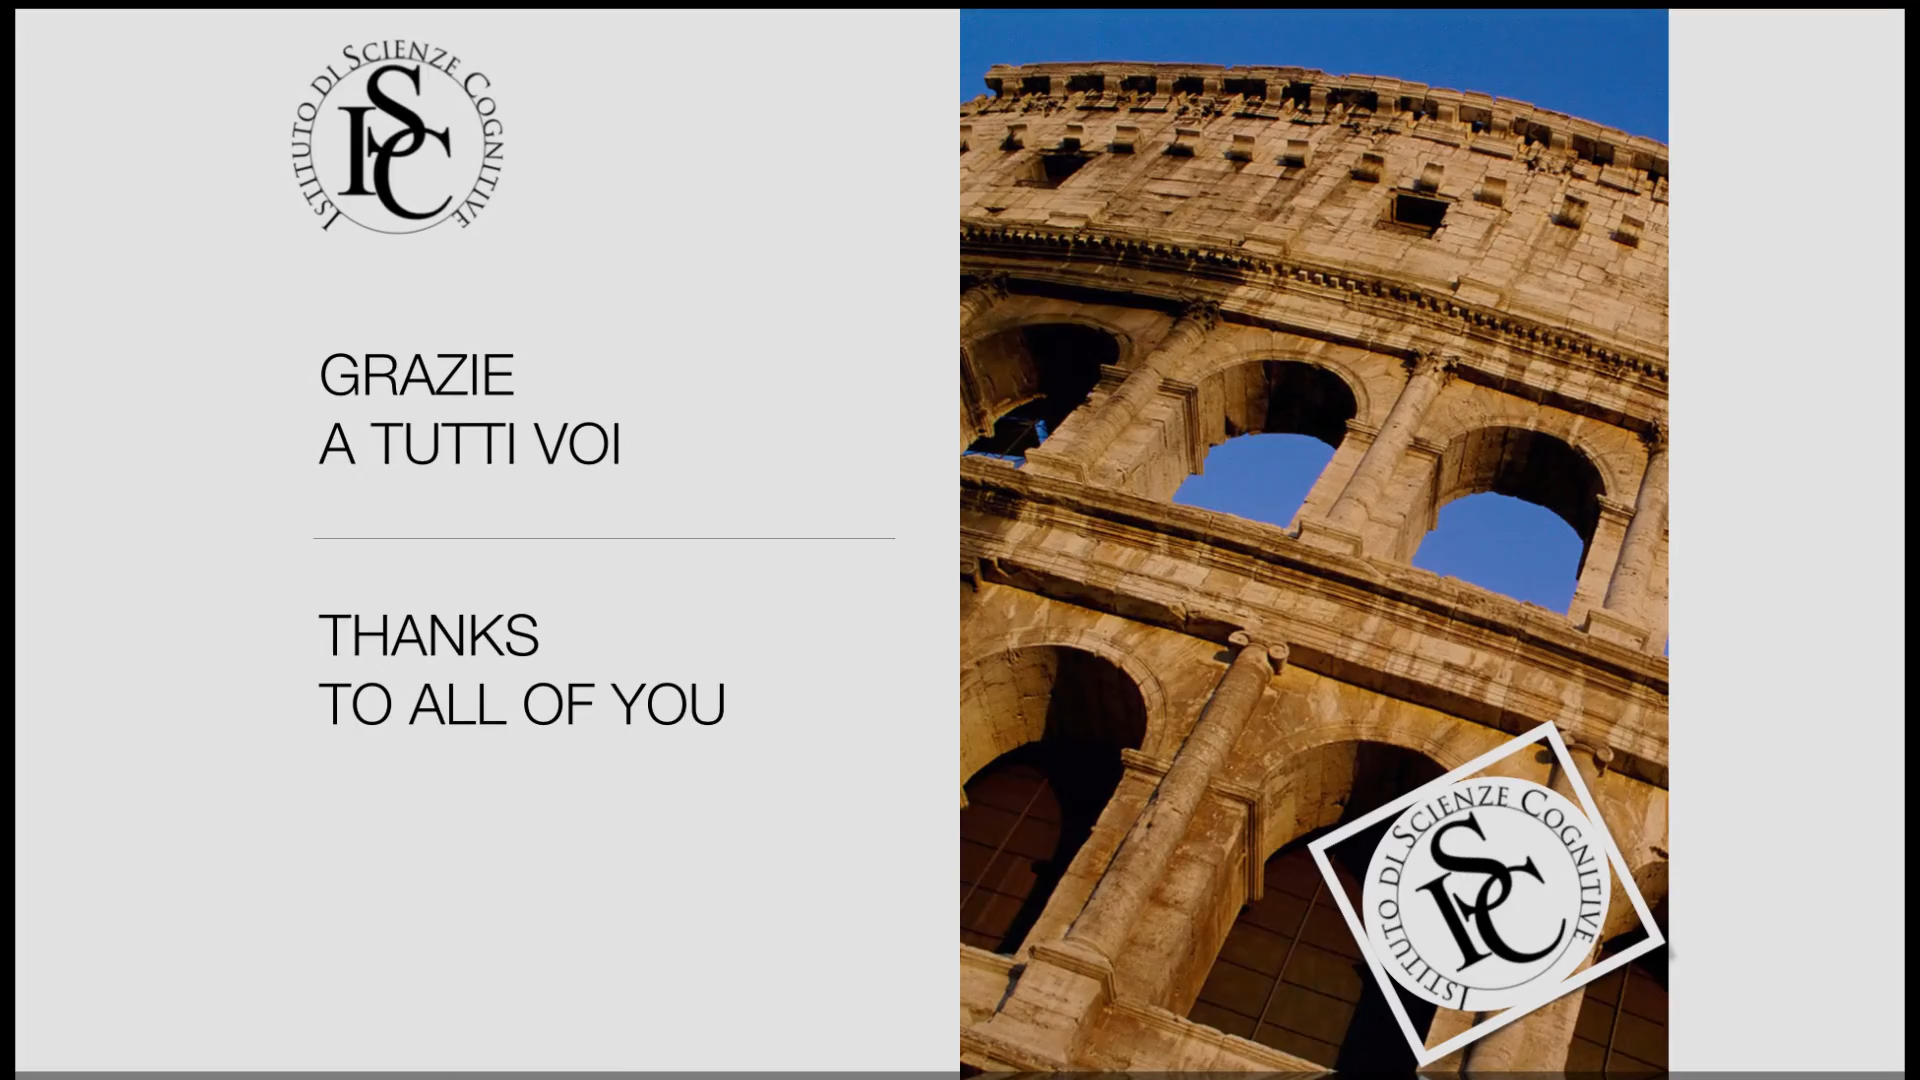 ISTITUTO DI SCIENZE COGNITIVE
ISC
GRAZIE
A TUTTI VOI
THANKS
TO ALL OF YOU
ISTITUTO DI SCIENZE COGNITIVE
ISC